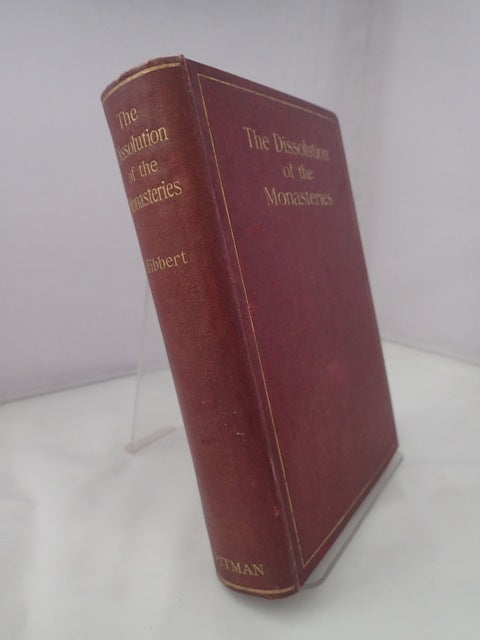 The
Dissolution
of the
Monasteries
Hibbert
PITMAN
The Dissolution
of the
Monasteries